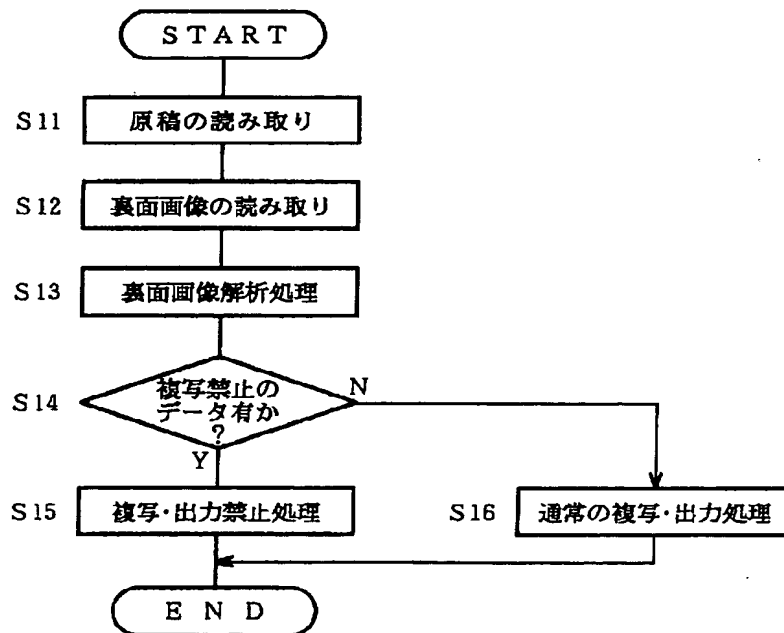 START
S11 原稿の読み取り
S12 裏面画像の読み取り
S13 裏面画像解析処理
S14 複写禁止の
データ有か
?
N
Y
S15 複写・出力禁止処理
S16 通常の複写・出力処理
END